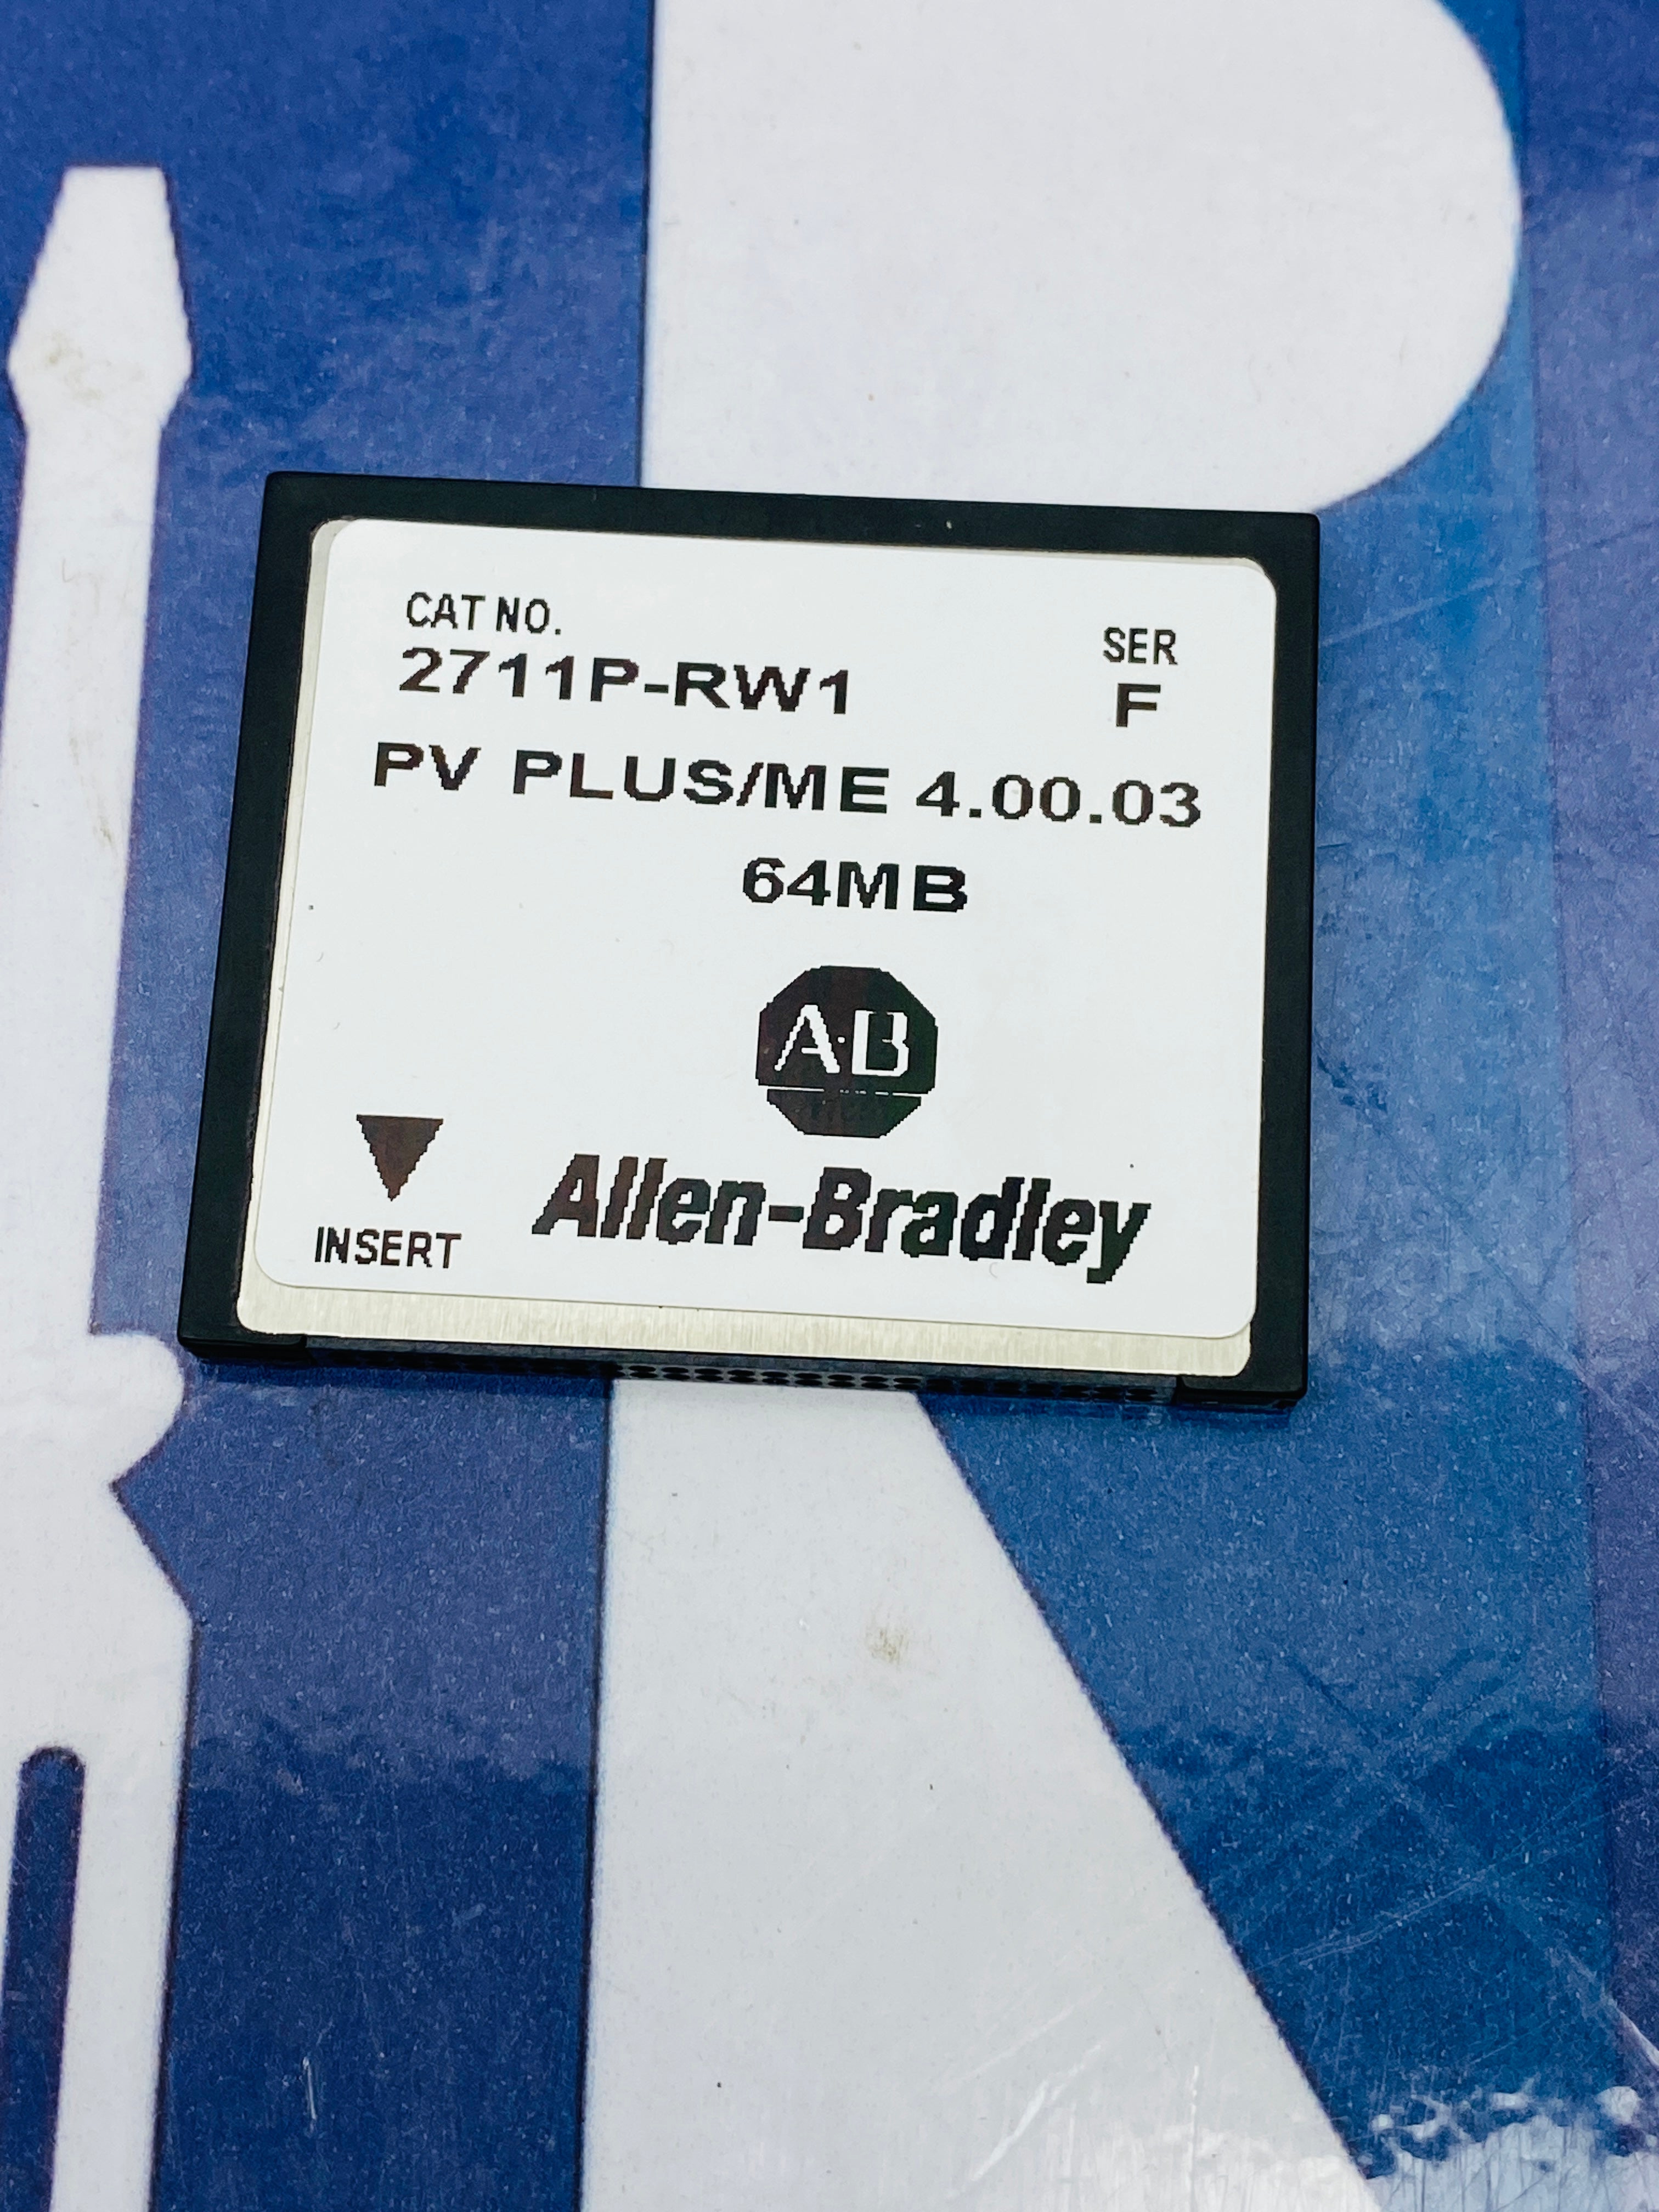 CAT NO.
SER
2711P-RW1
F
PV PLUS/ME 4.00.03
64MB
AB
Allen-Bradley
INSERT